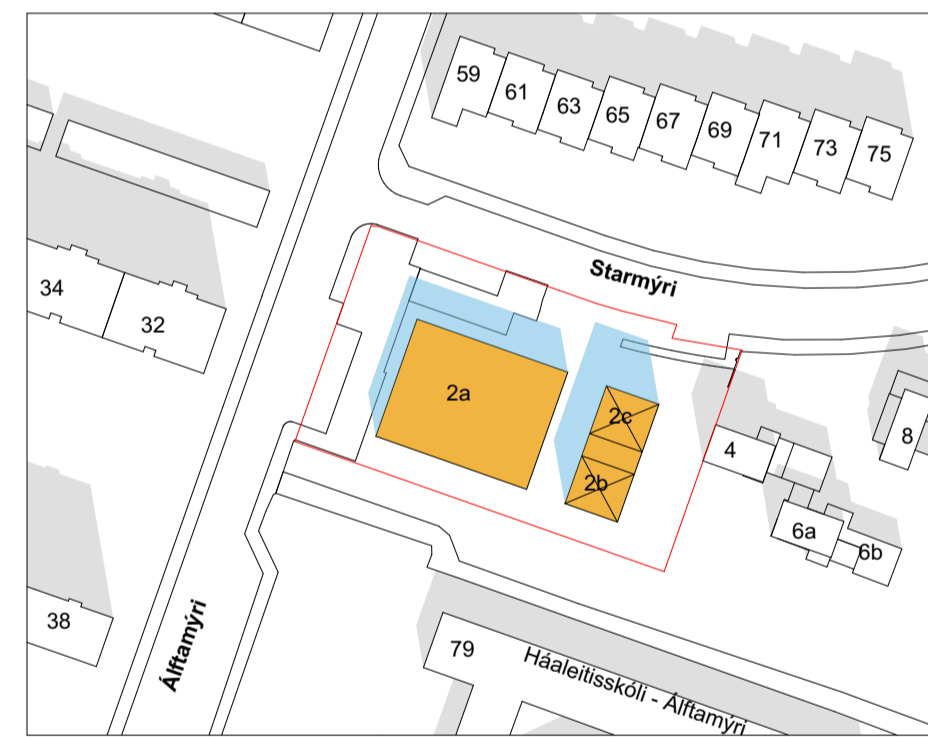 59
61
63
65
67
69
71
73
75
Starmýri
34
32
2a
2c
2b
4
8
6a
6b
38
Álftamýri
79
Háaleitisskóli - Álftamýri